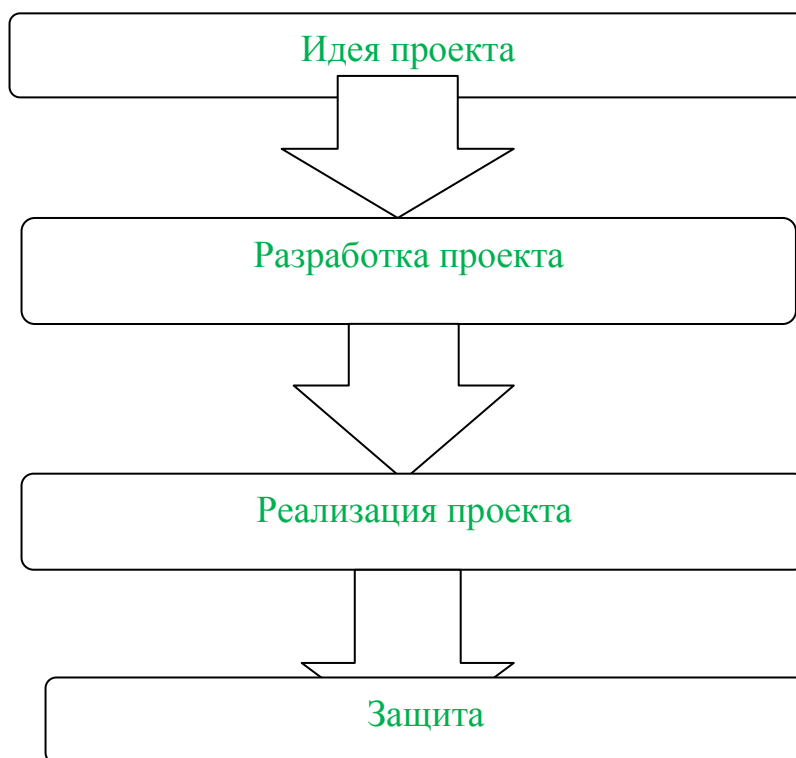 Идея проекта
Разработка проекта
Реализация проекта
Защита